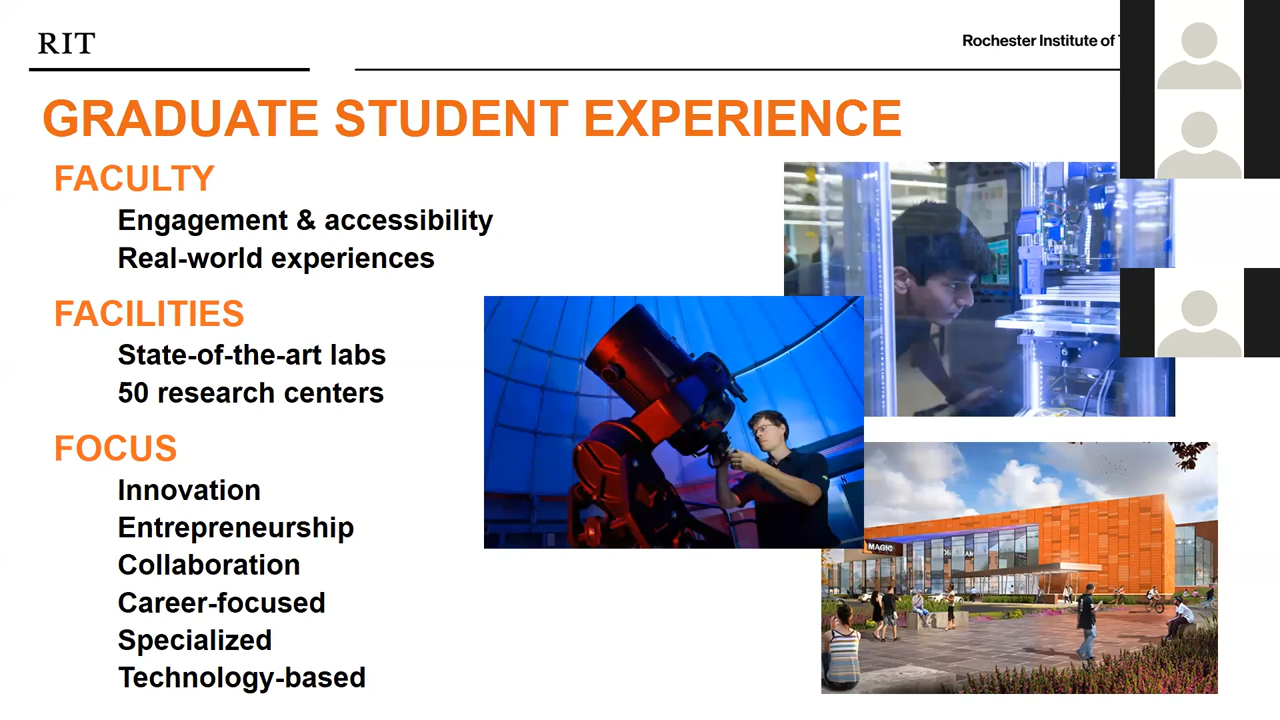 RIT
Rochester Institute of
GRADUATE STUDENT EXPERIENCE
FACULTY
Engagement & accessibility
Real-world experiences
FACILITIES
State-of-the-art labs
50 research centers
FOCUS
Innovation
Entrepreneurship
Collaboration
Career-focused
Specialized
Technology-based
MAGIC